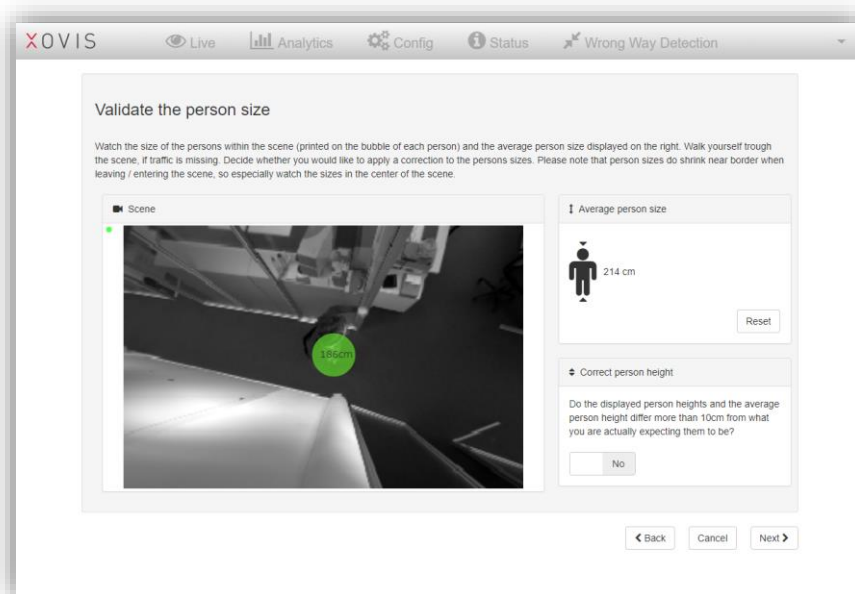 XOVIS Live Analytics Config Status Wrong Way Detection
Validate the person size
Watch the size of the persons within the scene (printed on the bubble of each person) and the average person size displayed on the right. Walk yourself trough
the scene, if traffic is missing. Decide whether you would like to apply a correction to the persons sizes. Please note that person sizes do shrink near border when
leaving / entering the scene, so especially watch the sizes in the center of the scene.
Scene
186cm
Average person size
214 cm
Reset
Correct person height
Do the displayed person heights and the average
person height differ more than 10cm from what
you are actually expecting them to be?
No
Back Cancel Next